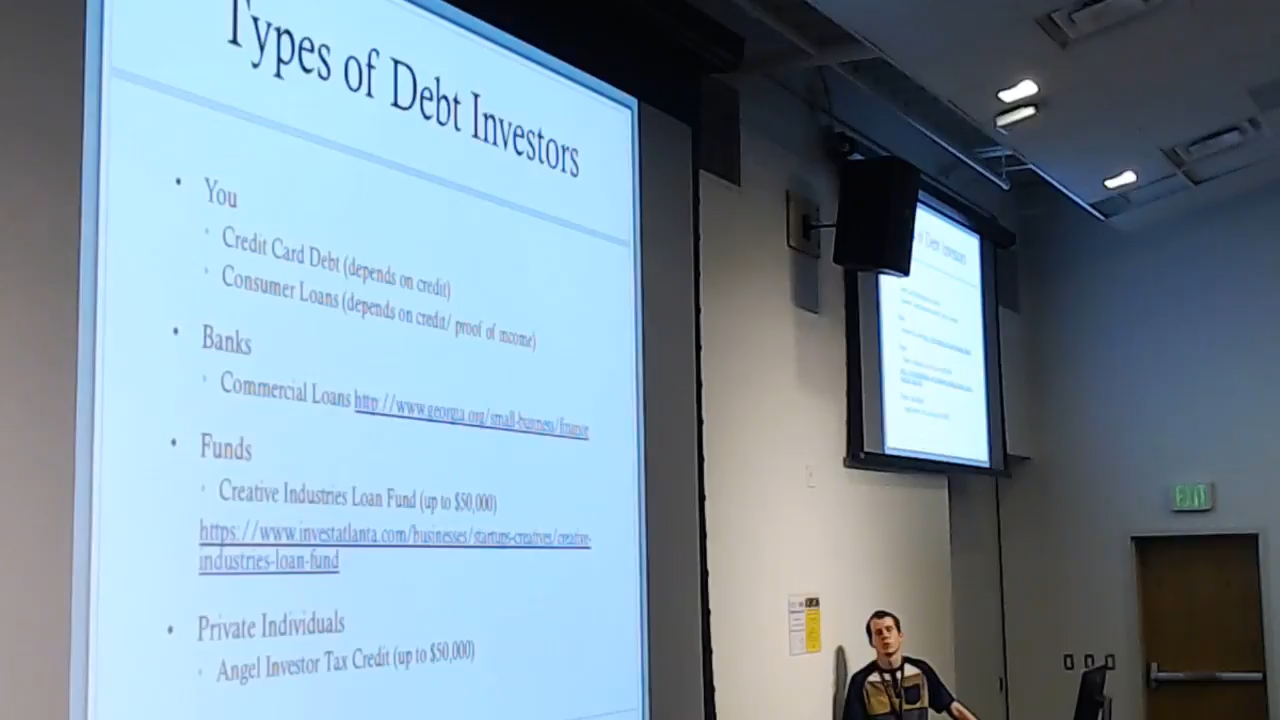 Types of Debt Investors
• You
• Credit Card Debt (depends on credit)
• Consumer Loans (depends on credit/ proof of income)
• Banks
• Commercial Loans http://www.georgia.org/small-business/finance
• Funds
• Creative Industries Loan Fund (up to $50,000)
https://www.investatlanta.com/businesses/startups-creatives/creative-
industries-loan-fund
• Private Individuals
• Angel Investor Tax Credit (up to $50,000)
Debt Investors
EXIT